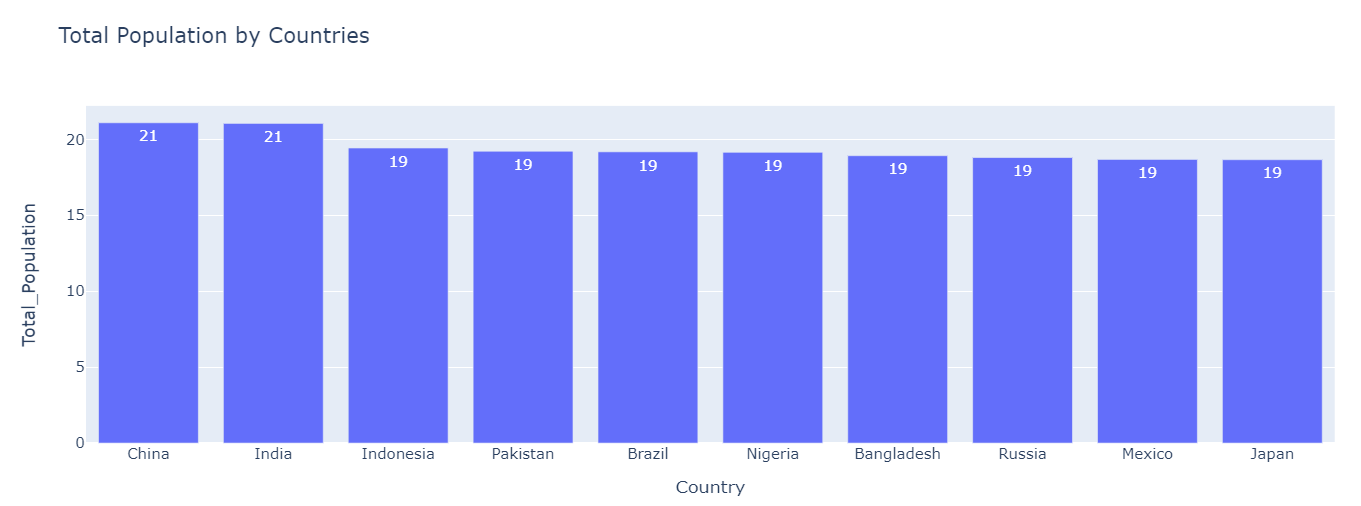 Total Population by Countries
Total_Population
20
15
10
5
0
21 21 19 19 19 19 19 19 19 19
China India Indonesia Pakistan Brazil Nigeria Bangladesh Russia Mexico Japan
Country